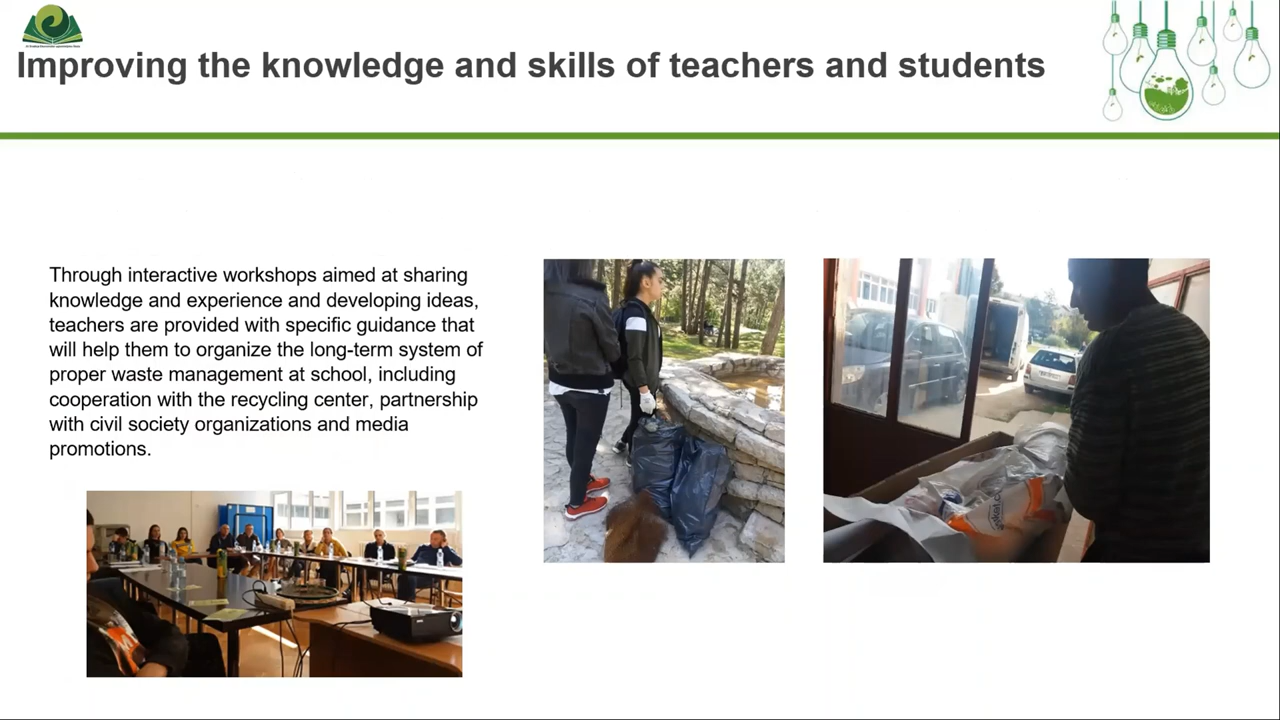 Improving the knowledge and skills of teachers and students
Through interactive workshops aimed at sharing
knowledge and experience and developing ideas,
teachers are provided with specific guidance that
will help them to organize the long-term system of
proper waste management at school, including
cooperation with the recycling center, partnership
with civil society organizations and media
promotions.